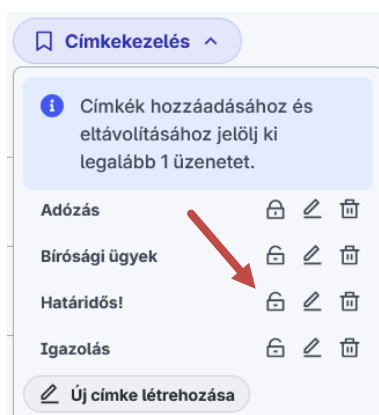 Címkekezelés
Címkék hozzáadásához és
eltávolításához jelölj ki
legalább 1 üzenetet.
Adózás
Bírósági ügyek
Határidős!
Igazolás
Új címke létrehozása